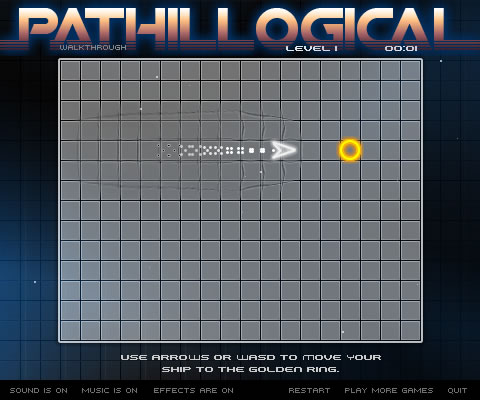 PATHILLOGICAL
WALKTHROUGH LEVEL 1 00:01
USE ARROWS OR WASD TO MOVE YOUR
SHIP TO THE GOLDEN RING.
SOUND IS ON MUSIC IS ON EFFECTS ARE ON RESTART PLAY MORE GAMES QUIT